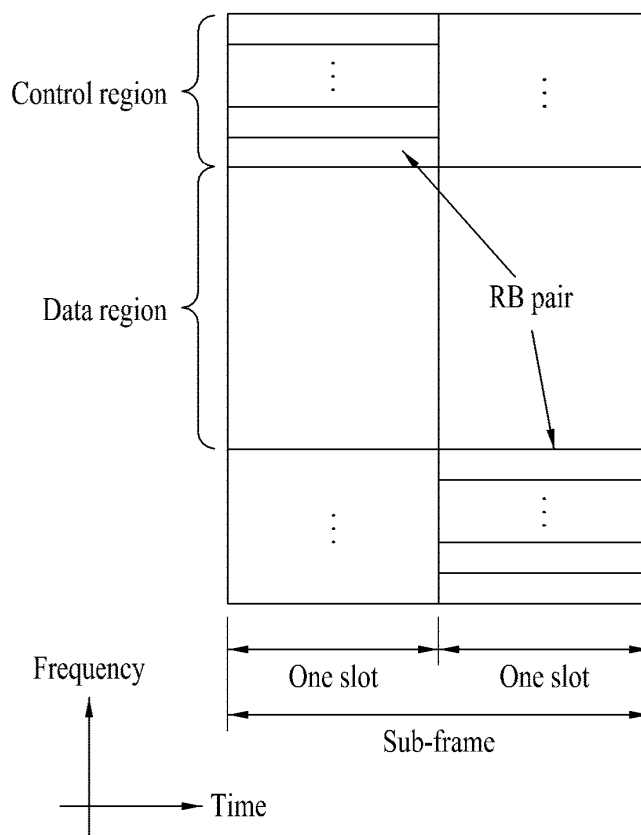 Control region
Data region
RB pair
One slot
One slot
Sub-frame
Frequency
Time